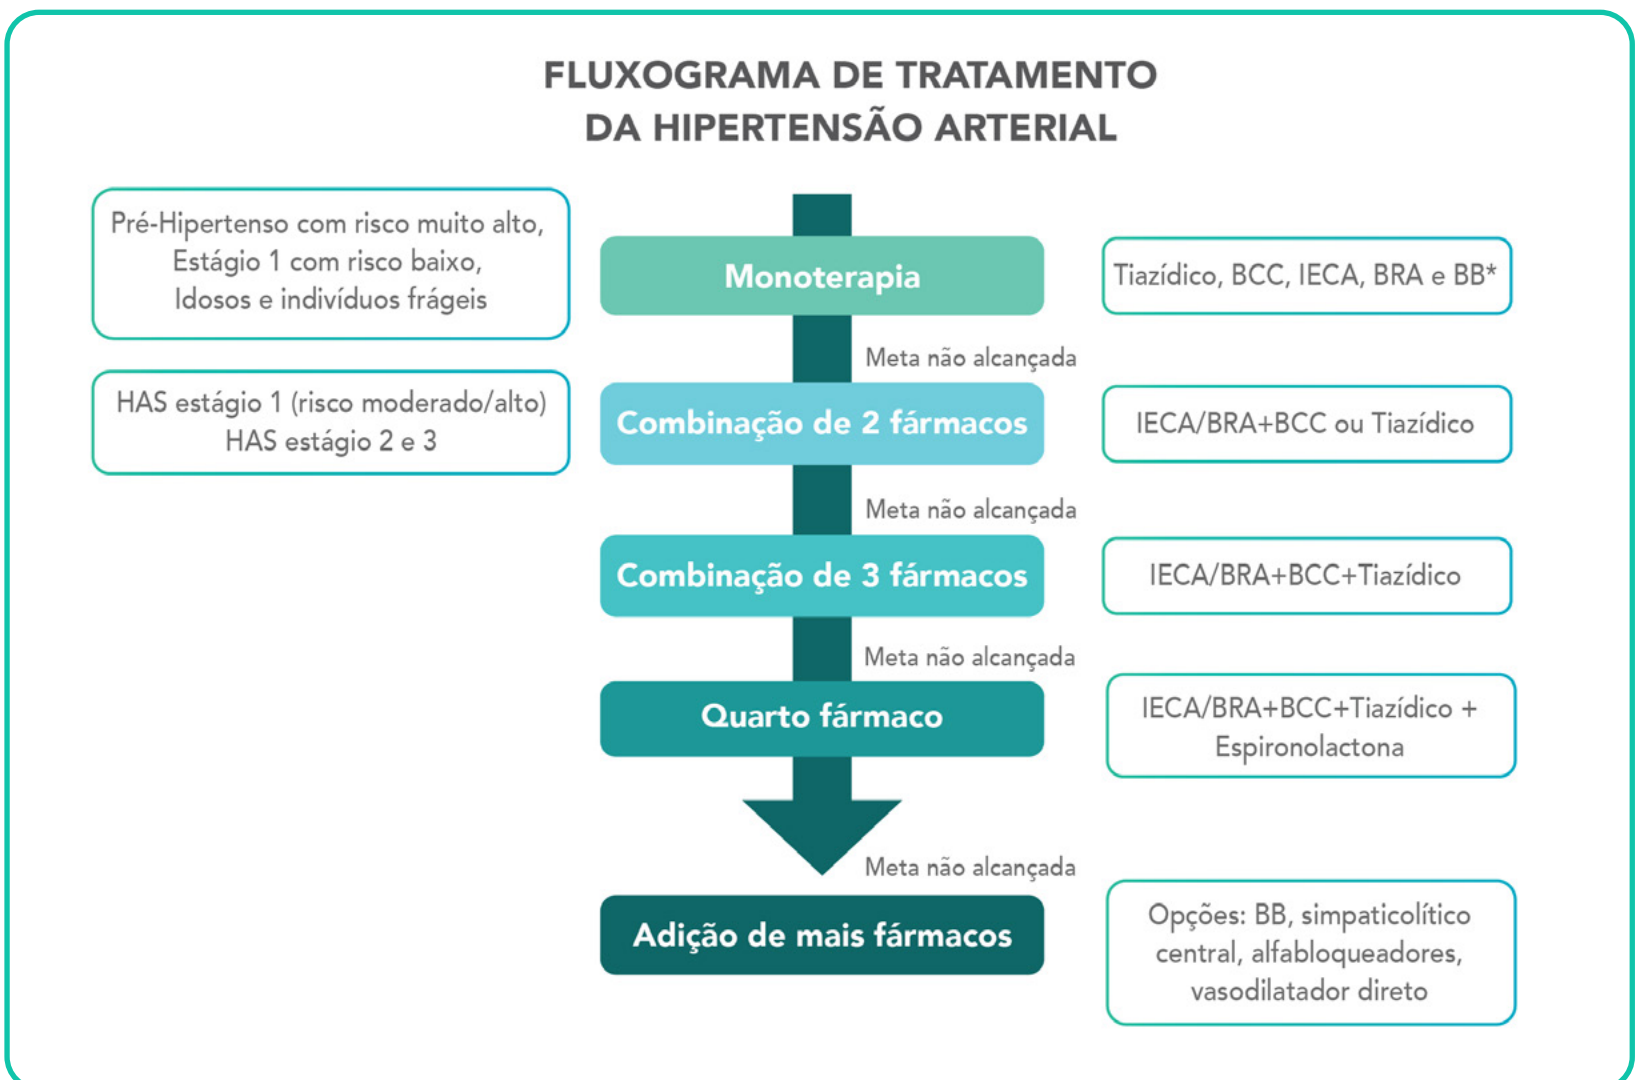 FLUXOGRAMA DE TRATAMENTO
DA HIPERTENSÃO ARTERIAL
Pré-Hipertenso com risco muito alto,
Estágio 1 com risco baixo,
Idosos e indivíduos frágeis
Monoterapia
Tiazídico, BCC, IECA, BRA e BB*
Meta não alcançada
HAS estágio 1 (risco moderado/alto)
HAS estágio 2 e 3
Combinação de 2 fármacos
IECA/BRA+BCC ou Tiazídico
Meta não alcançada
Combinação de 3 fármacos
IECA/BRA+BCC+Tiazídico
Meta não alcançada
Quarto fármaco
IECA/BRA+BCC+Tiazídico +
Espironolactona
Meta não alcançada
Adição de mais fármacos
Opções: BB, simpaticolítico
central, alfabloqueadores,
vasodilatador direto